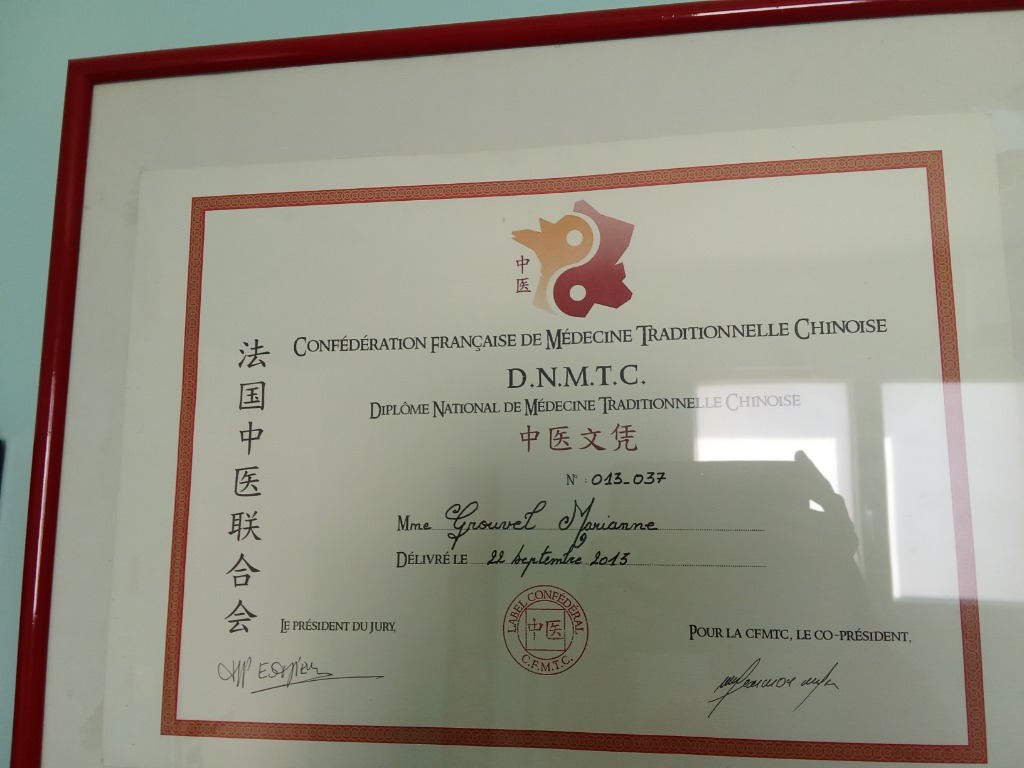 中医
CONFÉDÉRATION FRANÇAISE DE MÉDECINE TRADITIONNELLE CHINOISE
D.N.M.T.C.
DIPLÔME NATIONAL DE MÉDECINE TRADITIONNELLE CHINOISE
中医文凭
N° : 013_037
Mme Grouvel Marianne
DÉLIVRÉ LE 22 septembre 2013
法国中医联合会
LE PRÉSIDENT DU JURY,
LABEL CONFÉDÉRAL
中医
C.F.M.T.C.
POUR LA CFMTC, LE CO-PRÉSIDENT,